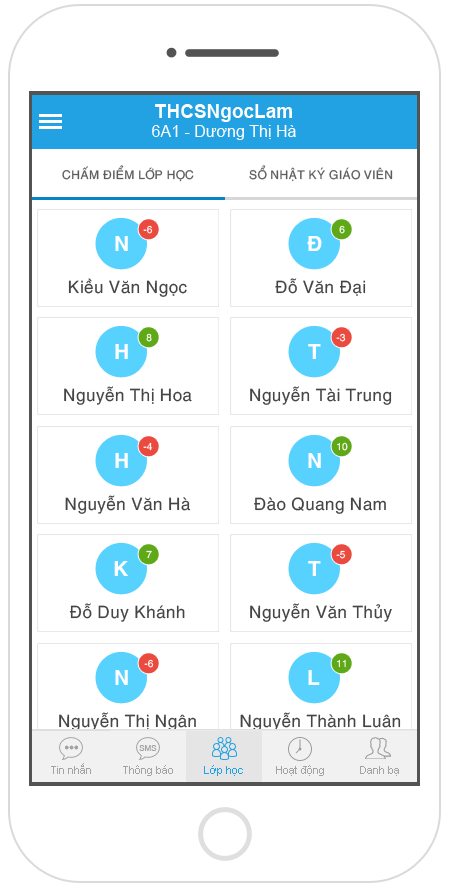 THCSNgocLam
6A1 - Dương Thị Hà
CHẤM ĐIỂM LỚP HỌC
SỔ NHẬT KÝ GIÁO VIÊN
N -6
Kiều Văn Ngọc
Đ 6
Đỗ Văn Đại
H 8
Nguyễn Thị Hoa
T -3
Nguyễn Tài Trung
H -4
Nguyễn Văn Hà
N 10
Đào Quang Nam
K 7
Đỗ Duy Khánh
T -5
Nguyễn Văn Thủy
N -6
Nguyễn Thị Ngân
L 11
Nguyễn Thành Luân
SMS
Tin nhắn
Thông báo
Lớp học
Hoạt động
Danh bạ